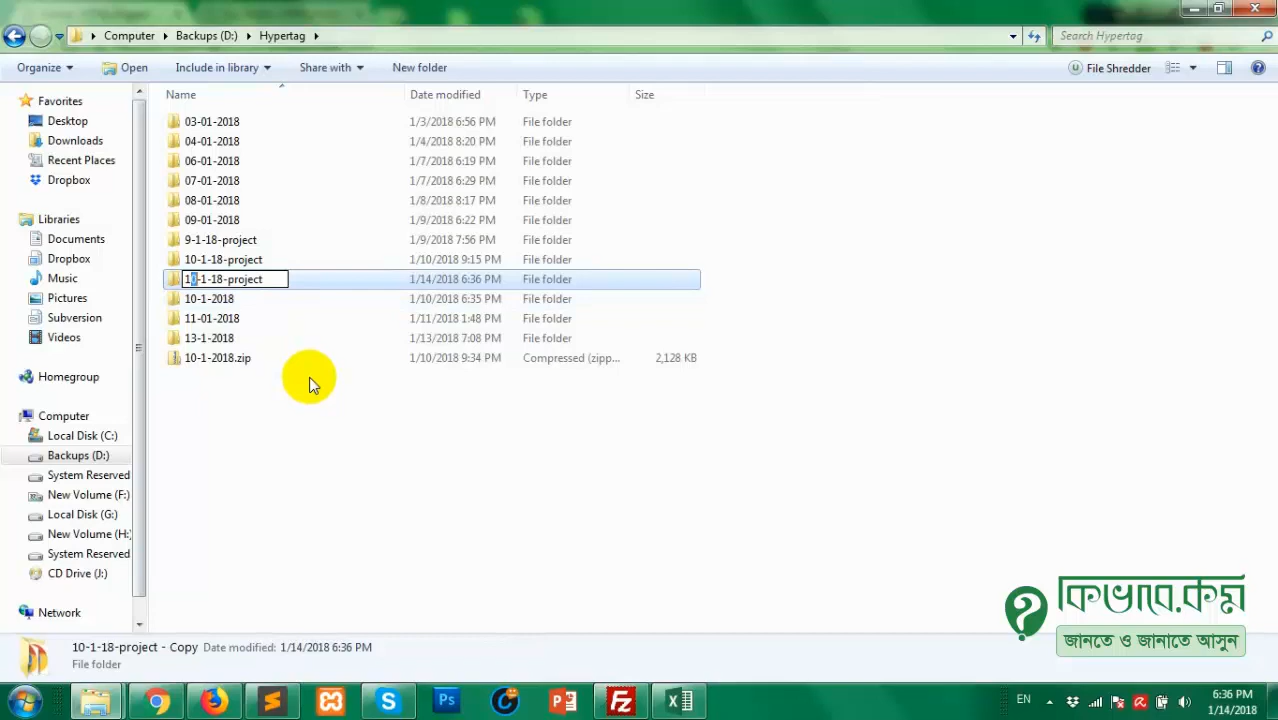 Computer Backups (D:) Hypertag Search Hypertag
Organize Open Include in library Share with New folder File Shredder
Name Date modified Type Size
Favorites
Desktop
Downloads
Recent Places
Dropbox
Libraries
Documents
Dropbox
Music
Pictures
Subversion
Videos
Homegroup
Computer
Local Disk (C:)
Backups (D:)
System Reserved
New Volume (F:)
Local Disk (G:)
New Volume (H:
System Reserved
CD Drive (J:)
Network
03-01-2018 1/3/2018 6:56 PM File folder
04-01-2018 1/4/2018 8:20 PM File folder
06-01-2018 1/7/2018 6:19 PM File folder
07-01-2018 1/7/2018 6:29 PM File folder
08-01-2018 1/8/2018 8:17 PM File folder
09-01-2018 1/9/2018 6:22 PM File folder
9-1-18-project 1/9/2018 7:56 PM File folder
10-1-18-project 1/10/2018 9:15 PM File folder
10-1-18-project 1/14/2018 6:36 PM File folder
10-1-2018 1/10/2018 6:35 PM File folder
11-01-2018 1/11/2018 1:48 PM File folder
13-1-2018 1/13/2018 7:08 PM File folder
10-1-2018.zip 1/10/2018 9:34 PM Compressed (zipp... 2,128 KB
কিভাবে.কম
জানতে ও জানাতে আসুন
10-1-18-project - Copy Date modified: 1/14/2018 6:36 PM
File folder
EN 6:36 PM
1/14/2018